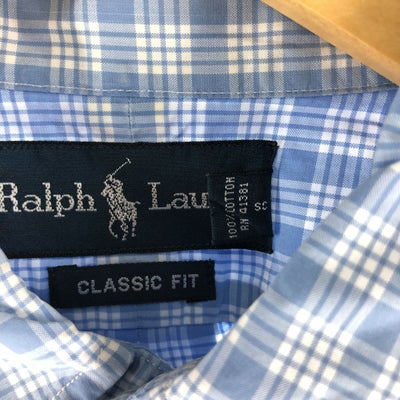 Ralph Lau
100% COTTON
RN 41381
CLASSIC FIT